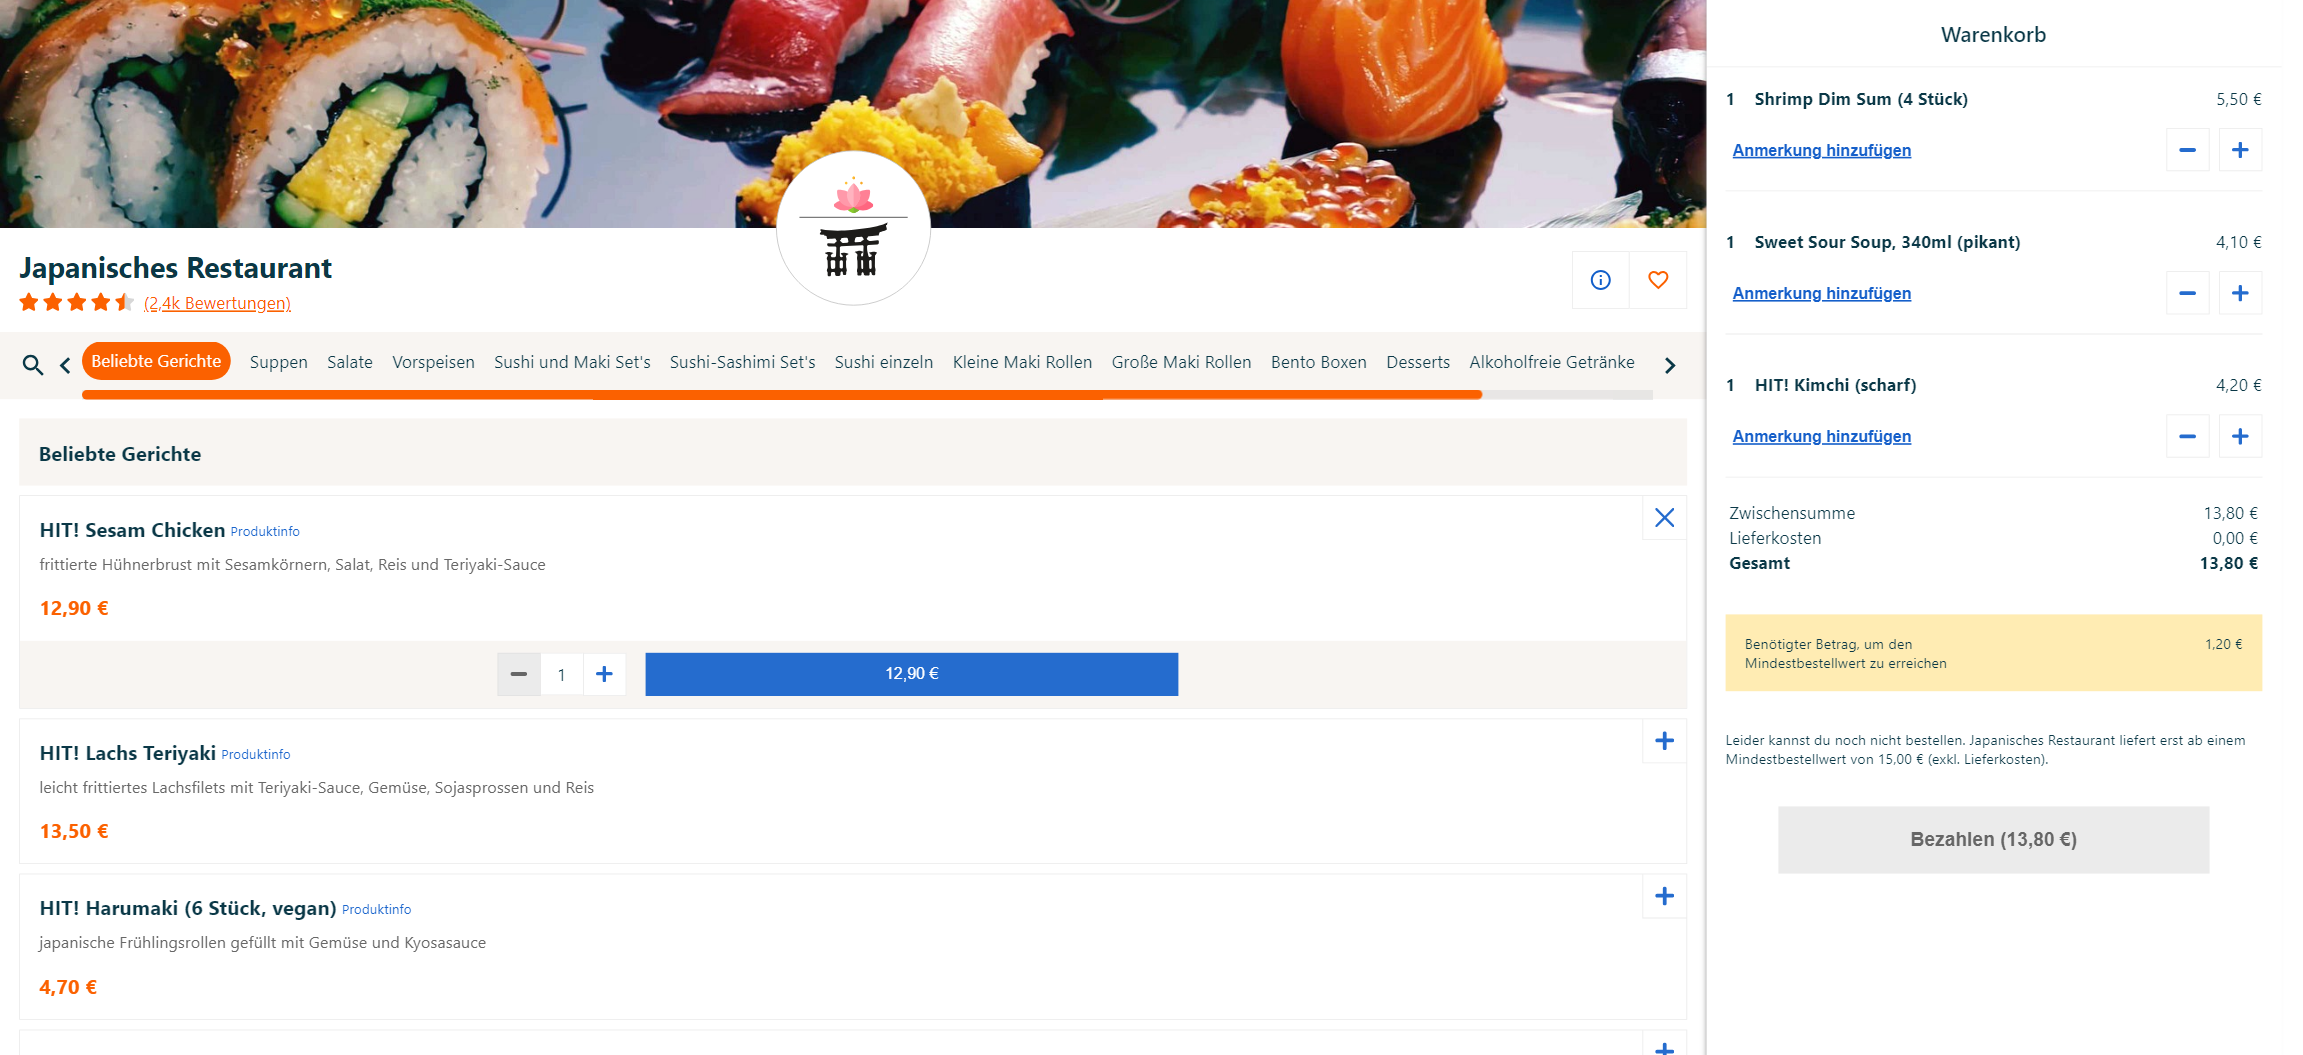 Japanisches Restaurant
(2,4k Bewertungen)
Beliebte Gerichte Suppen Salate Vorspeisen Sushi und Maki Set's Sushi-Sashimi Set's Sushi einzeln Kleine Maki Rollen Große Maki Rollen Bento Boxen Desserts Alkoholfreie Getränke
Beliebte Gerichte
HIT! Sesam Chicken Produktinfo
frittierte Hühnerbrust mit Sesamkörnern, Salat, Reis und Teriyaki-Sauce
12,90 €
1 12,90 €
HIT! Lachs Teriyaki Produktinfo
leicht frittiertes Lachsfilets mit Teriyaki-Sauce, Gemüse, Sojasprossen und Reis
13,50 €
HIT! Harumaki (6 Stück, vegan) Produktinfo
japanische Frühlingsrollen gefüllt mit Gemüse und Kyosasauce
4,70 €
Warenkorb
1 Shrimp Dim Sum (4 Stück) 5,50 €
Anmerkung hinzufügen
1 Sweet Sour Soup, 340ml (pikant) 4,10 €
Anmerkung hinzufügen
1 HIT! Kimchi (scharf) 4,20 €
Anmerkung hinzufügen
Zwischensumme 13,80 €
Lieferkosten 0,00 €
Gesamt 13,80 €
Benötigter Betrag, um den 1,20 €
Mindestbestellwert zu erreichen
Leider kannst du noch nicht bestellen. Japanisches Restaurant liefert erst ab einem
Mindestbestellwert von 15,00 € (exkl. Lieferkosten).
Bezahlen (13,80 €)